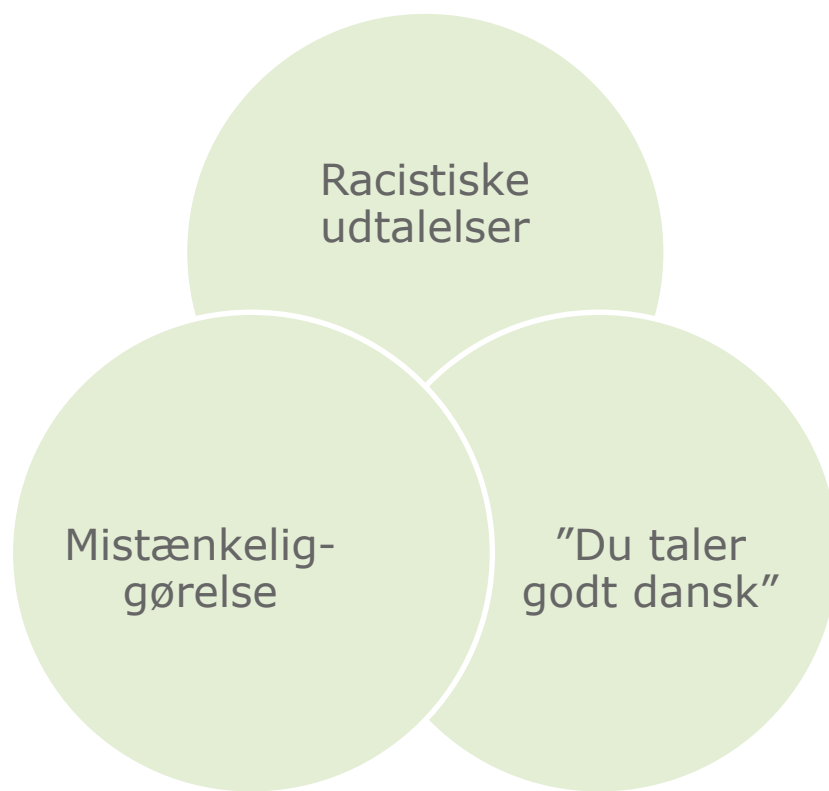 Racistiske
udtalelser
Mistænkelig-
gørelse
”Du taler
godt dansk”